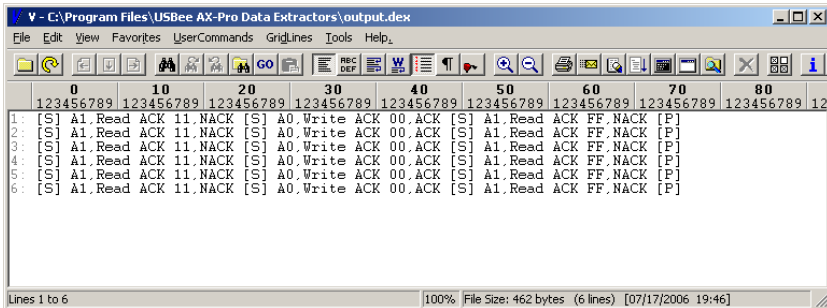 V - C:\Program Files\USBee AX-Pro Data Extractors\output.dex
File Edit View Favorites UserCommands GridLines Tools Help
ABC DEF GO W i
0 10 20 30 40 50 60 70 80
123456789 123456789 123456789 123456789 123456789 123456789 123456789 123456789 123456789 12
1: [S] A1,Read ACK 11,NACK [S] A0,Write ACK 00,ACK [S] A1,Read ACK FF,NACK [P]
2: [S] A1,Read ACK 11,NACK [S] A0,Write ACK 00,ACK [S] A1,Read ACK FF,NACK [P]
3: [S] A1,Read ACK 11,NACK [S] A0,Write ACK 00,ACK [S] A1,Read ACK FF,NACK [P]
4: [S] A1,Read ACK 11,NACK [S] A0,Write ACK 00,ACK [S] A1,Read ACK FF,NACK [P]
5: [S] A1,Read ACK 11,NACK [S] A0,Write ACK 00,ACK [S] A1,Read ACK FF,NACK [P]
6: [S] A1,Read ACK 11,NACK [S] A0,Write ACK 00,ACK [S] A1,Read ACK FF,NACK [P]
Lines 1 to 6 100% File Size: 462 bytes (6 lines) [07/17/2006 19:46]